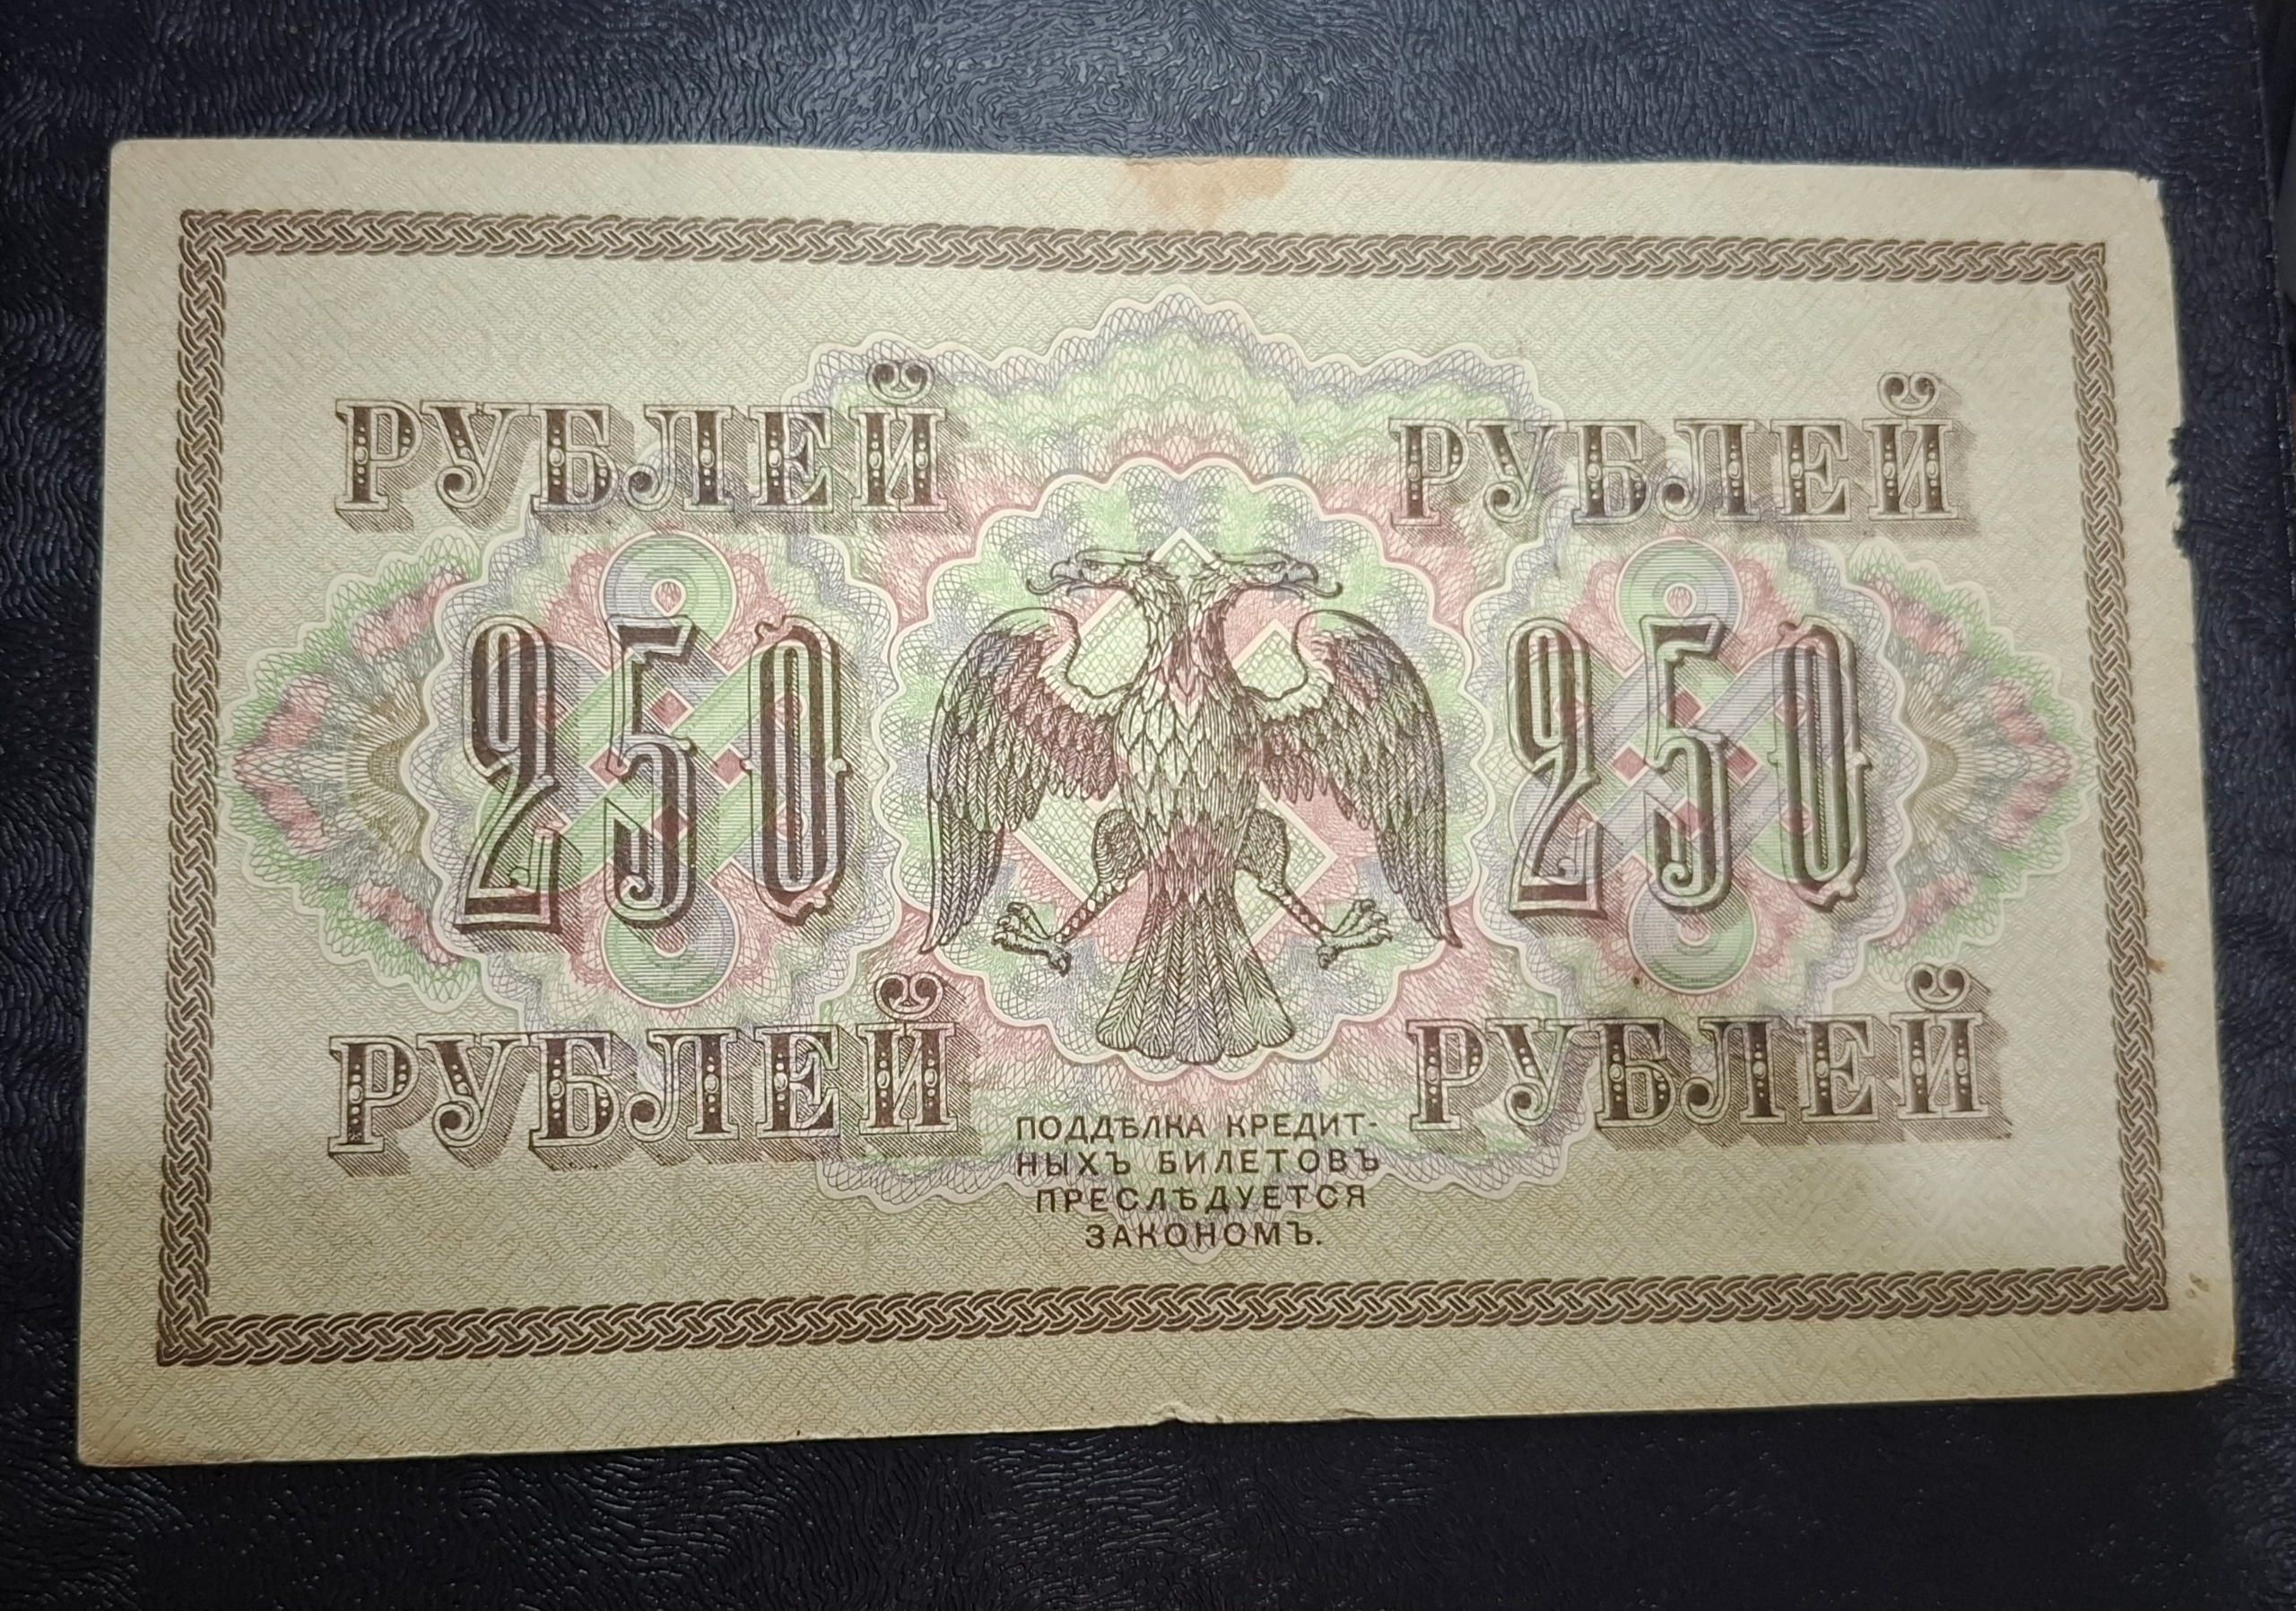 РУБЛЕЙ РУБЛЕЙ
250 250
РУБЛЕЙ РУБЛЕЙ
ПОДДѢЛКА КРЕДИТ-
НЫХЪ БИЛЕТОВЪ
ПРЕСЛѢДУЕТСЯ
ЗАКОНОМЪ.